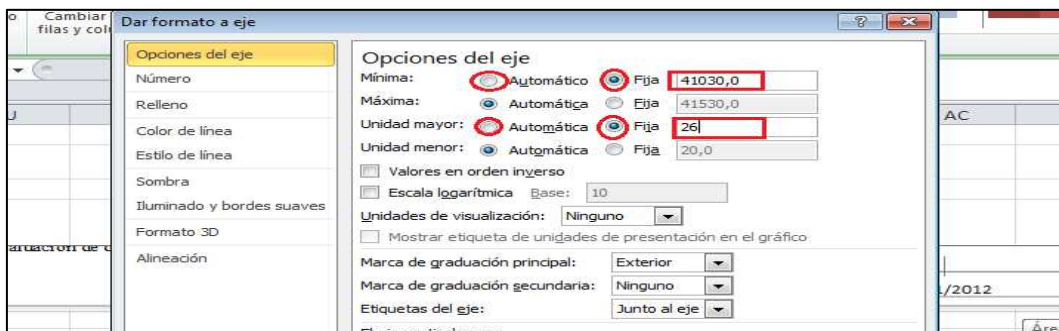 Cambiar
filas y col
Dar formato a eje
Opciones del eje
Número
Relleno
Color de línea
Estilo de línea
Sombra
Iluminado y bordes suaves
Formato 3D
Alineación
Opciones del eje
Mínima: Automático Fija 41030,0
Máxima: Automática Fija 41530,0
Unidad mayor: Automática Fija 26
Unidad menor: Automática Fija 20,0
Valores en orden inverso
Escala logarítmica Base: 10
Unidades de visualización: Ninguno
Mostrar etiqueta de unidades de presentación en el gráfico
Marca de graduación principal: Exterior
Marca de graduación secundaria: Ninguno
Etiquetas del eje: Junto al eje
AC
/2012
Áre